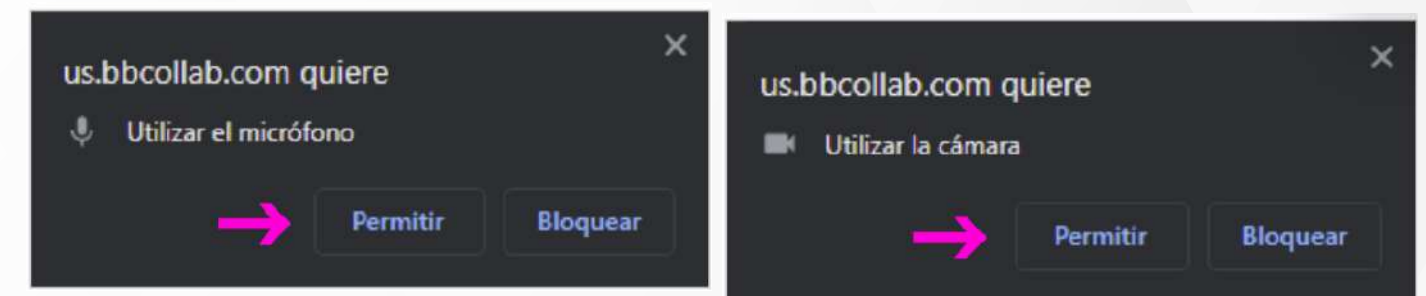 us.bbcollab.com quiere
Utilizar el micrófono
Permitir
Bloquear
us.bbcollab.com quiere
Utilizar la cámara
Permitir
Bloquear